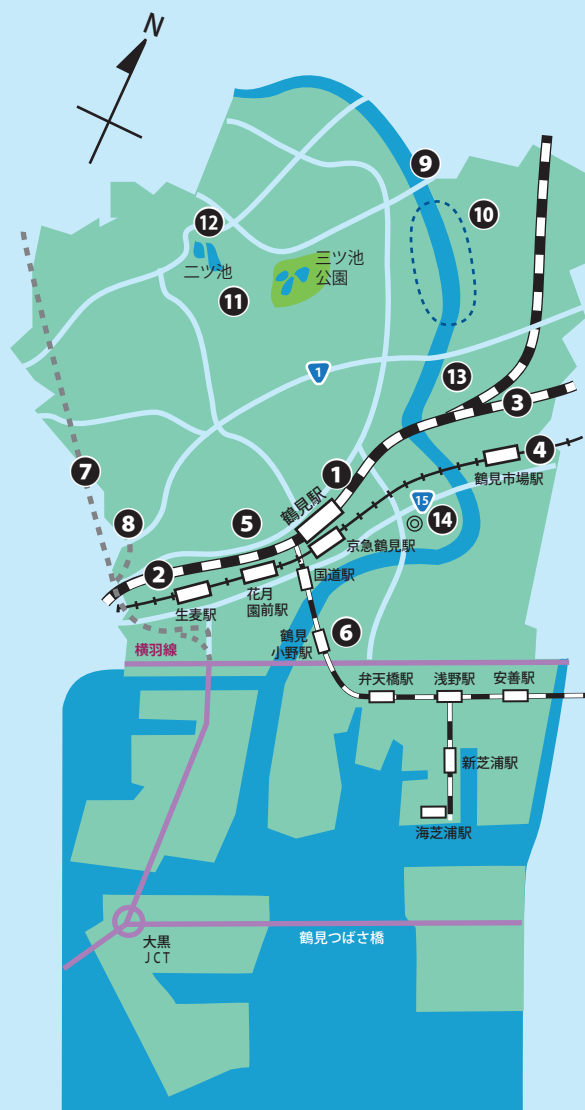 N
9
10
12
二ツ池
三ツ池
公園
11
1
13
3
7
1
4
鶴見市場駅
8
5
鶴見駅
15
14
京急鶴見駅
2
国道駅
花月
園前駅
生麦駅
鶴見
小野駅
6
横羽線
弁天橋駅
浅野駅
安善駅
新芝浦駅
海芝浦駅
大黒
JCT
鶴見つばさ橋